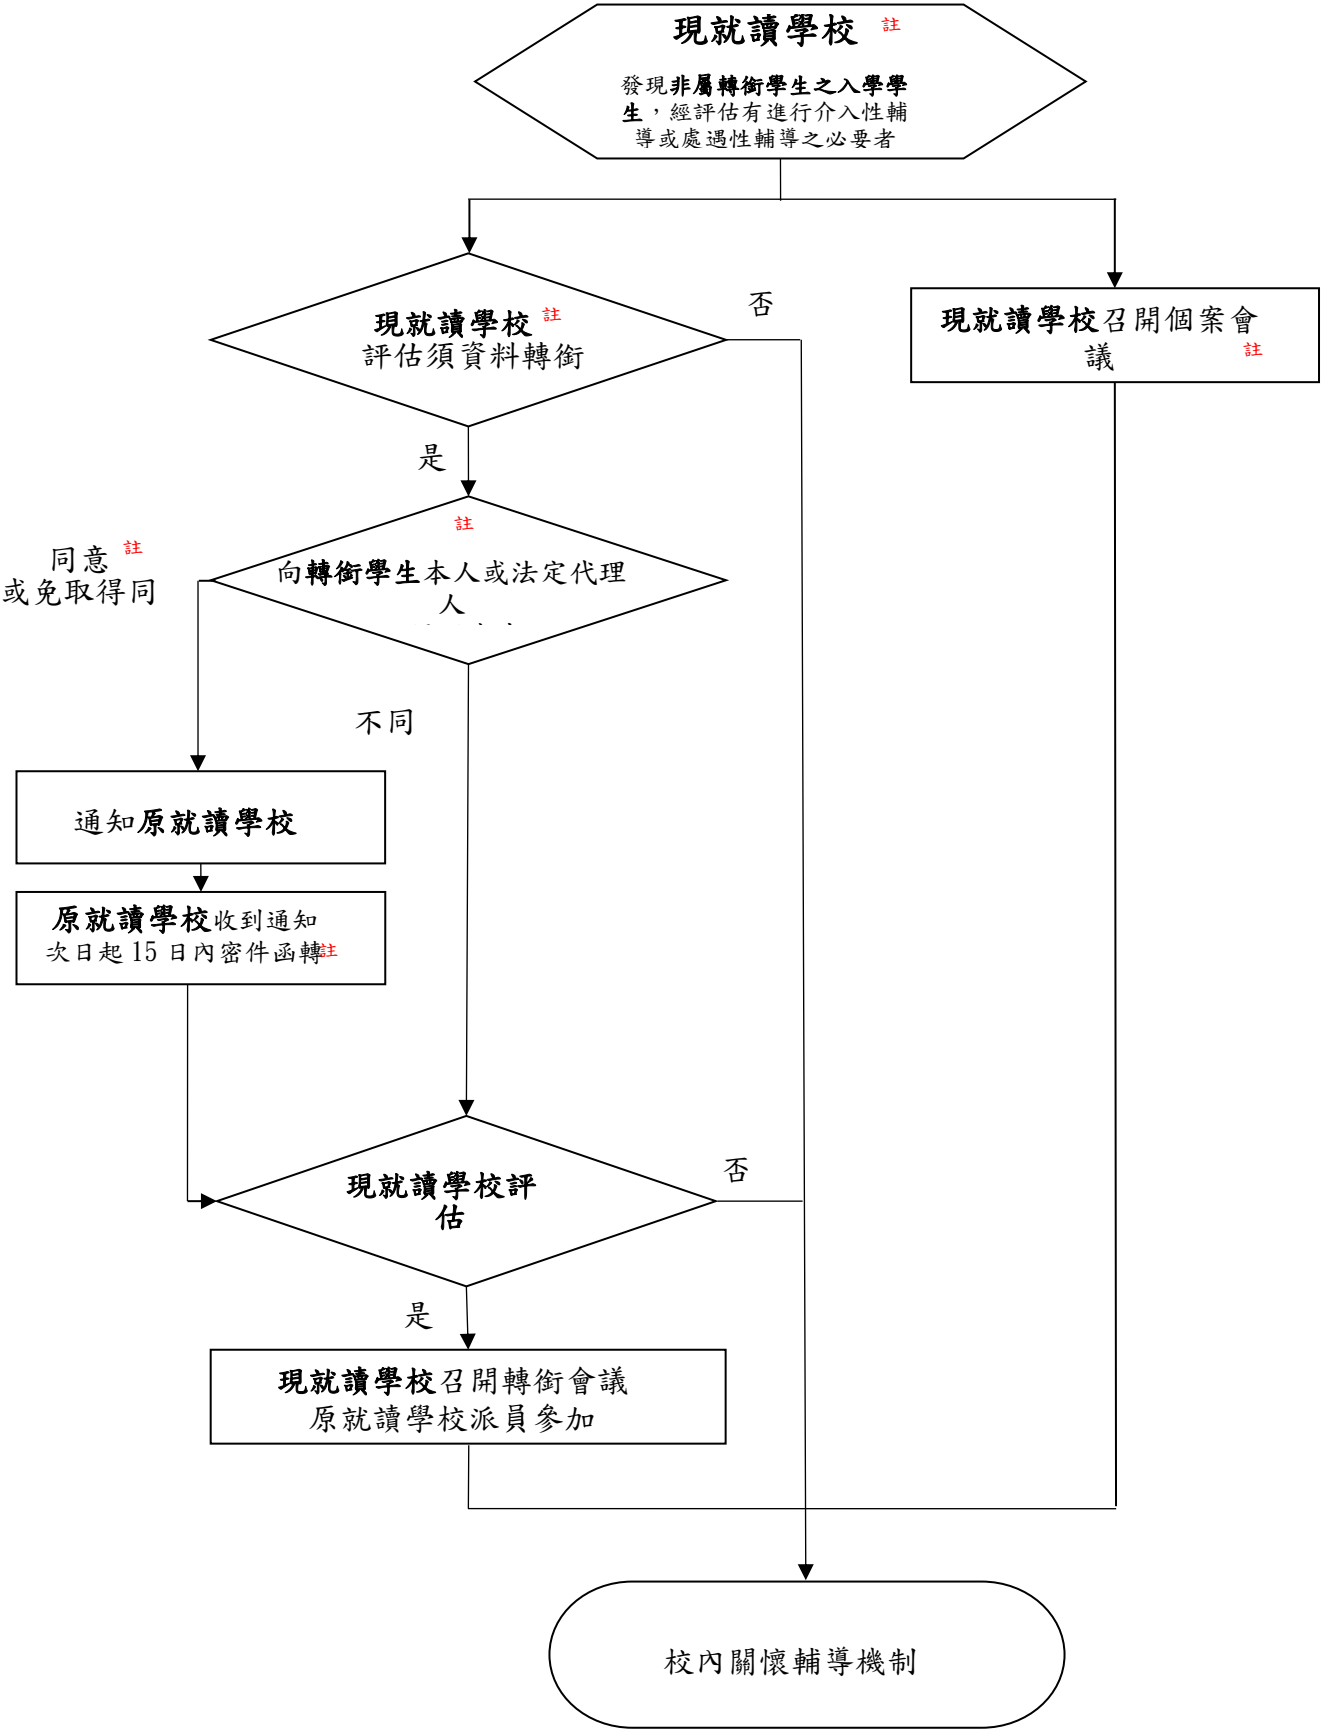 現就讀學校 註
發現非屬轉銜學生之入學學
生，經評估有進行介入性輔
導或處遇性輔導之必要者
否
現就讀學校 註
評估須資料轉銜
現就讀學校召開個案會
議 註
是
註
向轉銜學生本人或法定代理
人
同意 註
或免取得同
不同
通知原就讀學校
原就讀學校收到通知
次日起 15 日內密件函轉註
現就讀學校評
估
否
是
現就讀學校召開轉銜會議
原就讀學校派員參加
校內關懷輔導機制